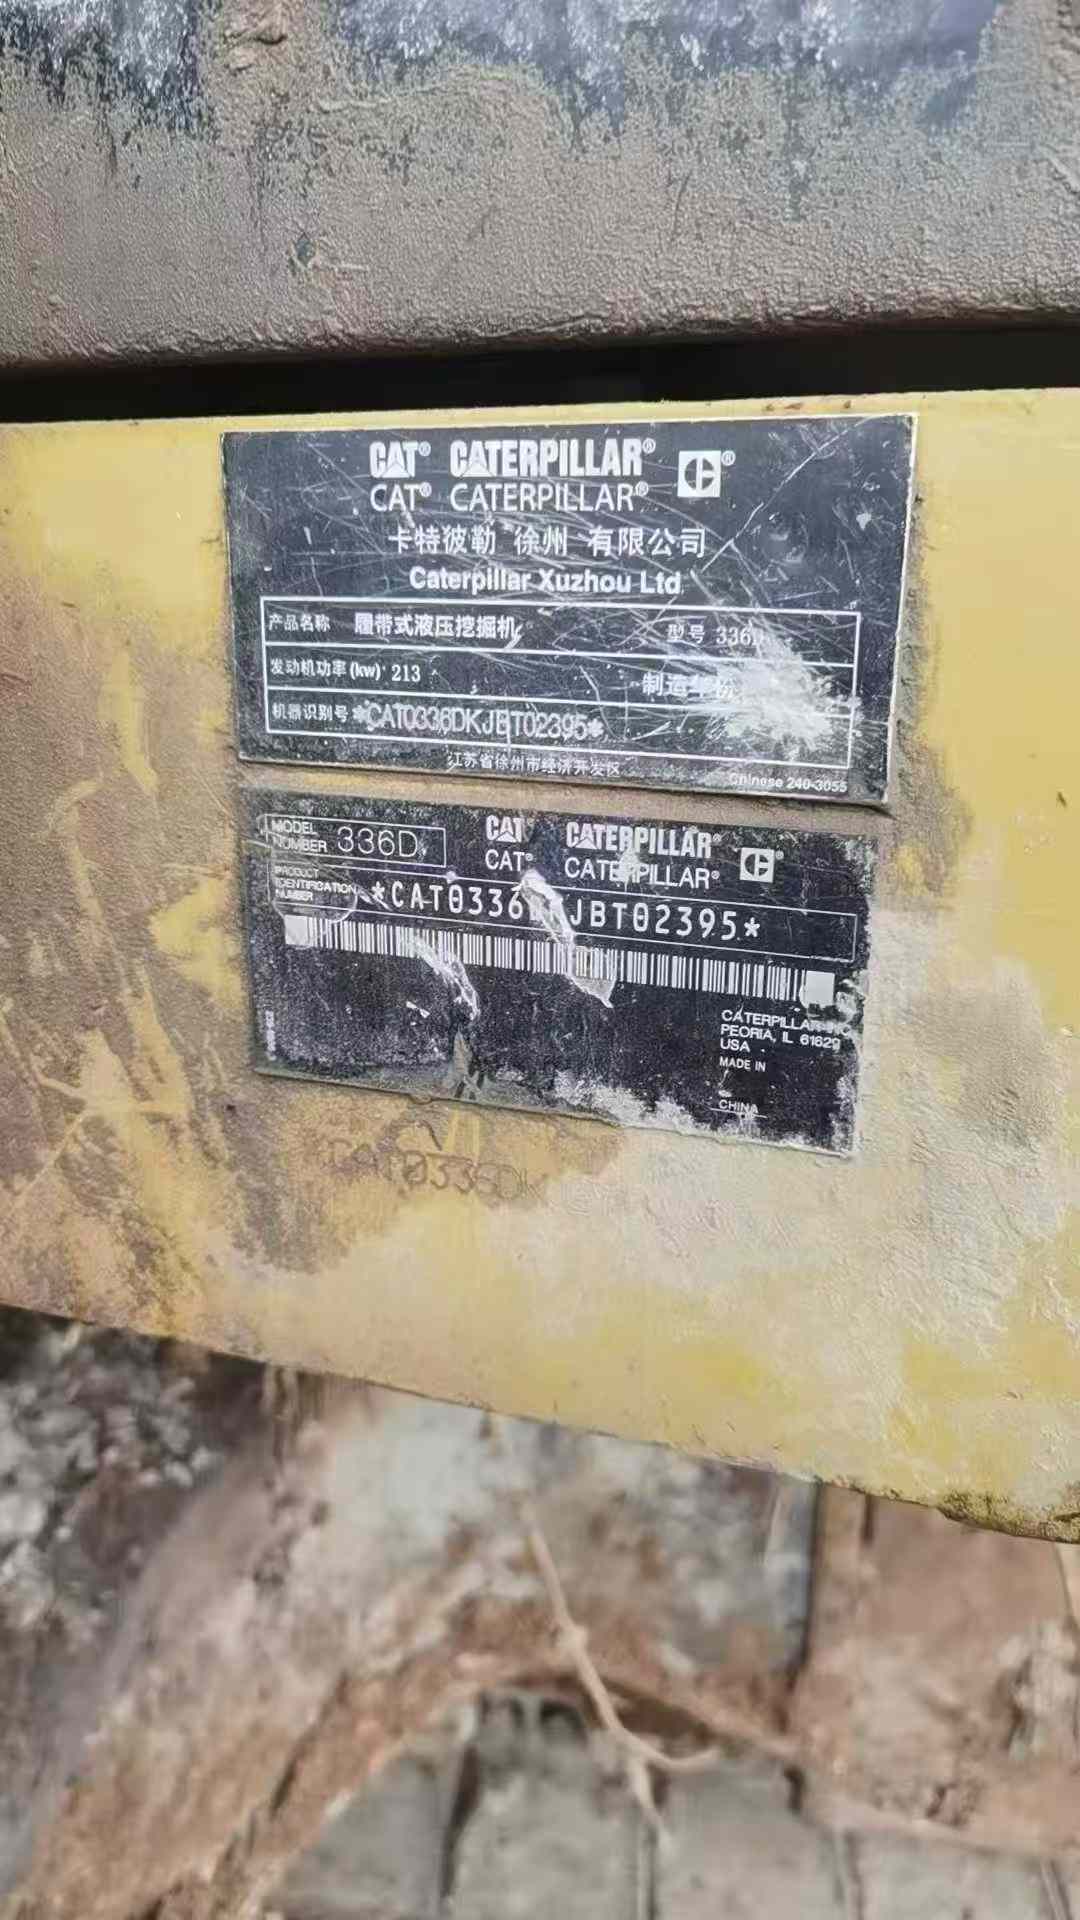 CAT® CATERPILLAR® ®
CAT® CATERPILLAR®
卡特彼勒 徐州 有限公司
Caterpillar Xuzhou Ltd.
产品名称 履带式液压挖掘机 型号 336D
发动机功率(kw) 213 制造年份
机器识别号 *CAT0336DKJBT02395*
江苏省徐州市经济开发区
Chinese 240-3055
MODEL NUMBER 336D CAT® CATERPILLAR® ®
CAT® CATERPILLAR®
PRODUCT IDENTIFICATION NUMBER *CAT0336DKJBT02395*
CATERPILLAR INC
PEORIA, IL 61629
USA
MADE IN
CHINA
CAT0336DK